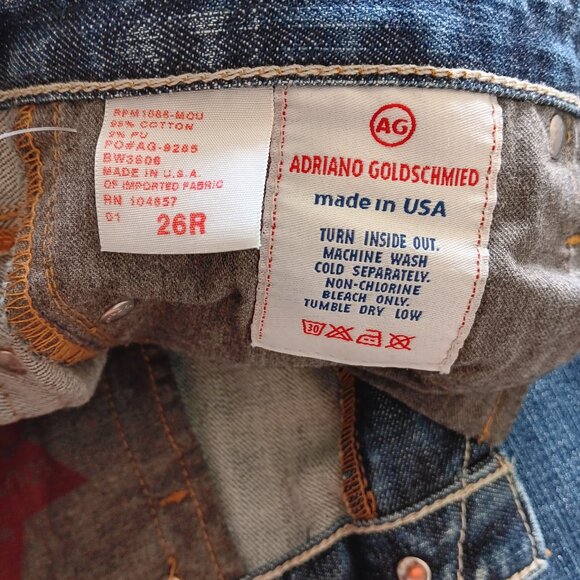 RPM1088-MOU
98% COTTON
2% PU
PO#AG-9285
BW3806
MADE IN U.S.A.
OF IMPORTED FABRIC
RN 104857
01 26R
AG
ADRIANO GOLDSCHMIED
made in USA
TURN INSIDE OUT.
MACHINE WASH
COLD SEPARATELY.
NON-CHLORINE
BLEACH ONLY.
TUMBLE DRY LOW
30